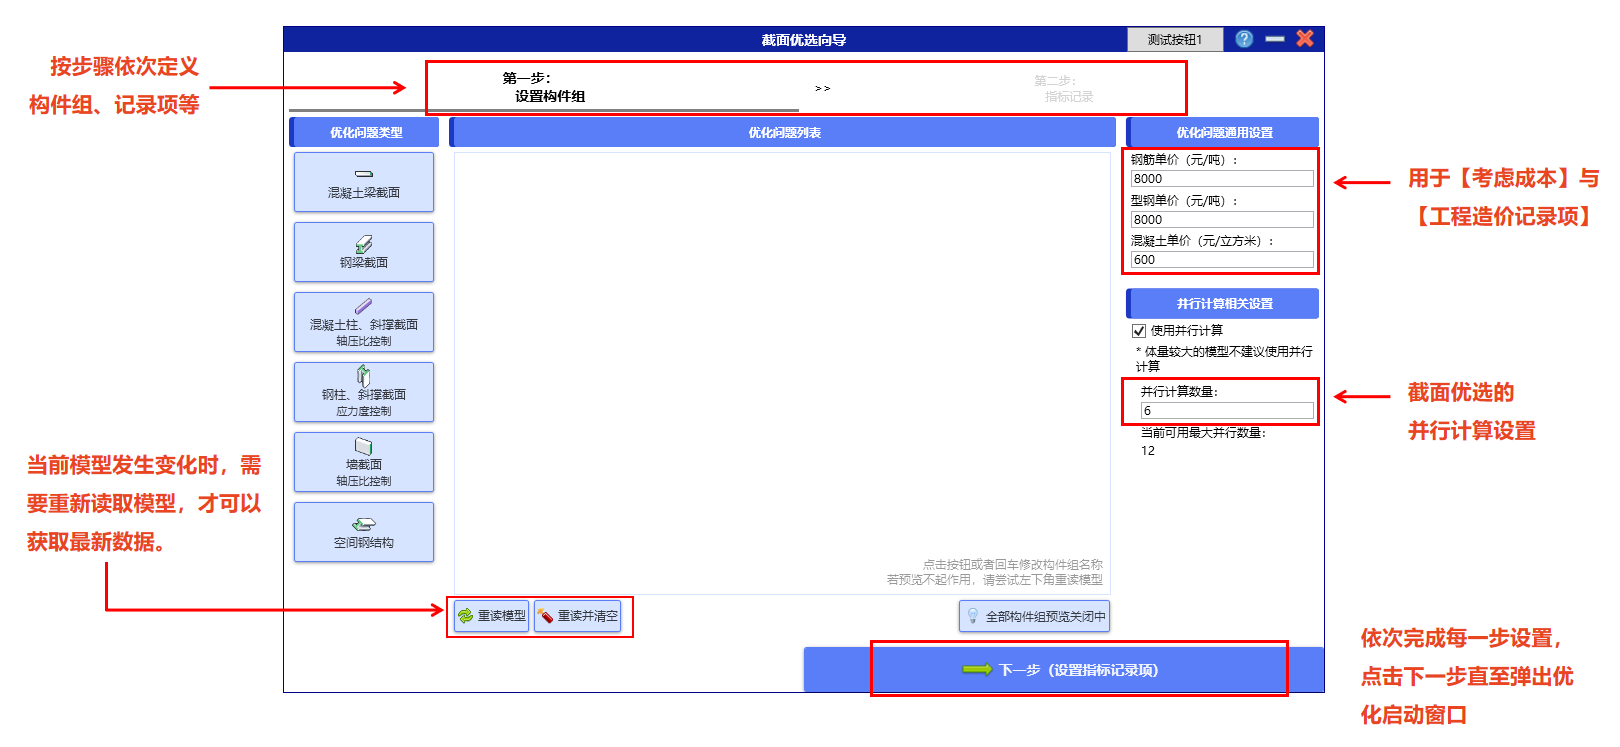 截面优选向导
测试按钮1
按步骤依次定义
构件组、记录项等
第一步：
设置构件组
>>
第二步：
指标记录
优化问题类型
混凝土梁截面
钢梁截面
混凝土柱、斜撑截面
轴压比控制
钢柱、斜撑截面
应力度控制
墙截面
轴压比控制
空间钢结构
优化问题列表
点击按钮或者回车修改构件组名称
若预览不起作用，请尝试左下角重读模型
重读模型
重读并清空
全部构件组预览关闭中
优化问题通用设置
钢筋单价（元/吨）：
8000
型钢单价（元/吨）：
8000
混凝土单价（元/立方米）：
600
用于【考虑成本】与
【工程造价记录项】
并行计算相关设置
使用并行计算
* 体量较大的模型不建议使用并行
计算
并行计算数量：
6
当前可用最大并行数量：
12
截面优选的
并行计算设置
当前模型发生变化时，需
要重新读取模型，才可以
获取最新数据。
下一步（设置指标记录项）
依次完成每一步设置，
点击下一步直至弹出优
化启动窗口